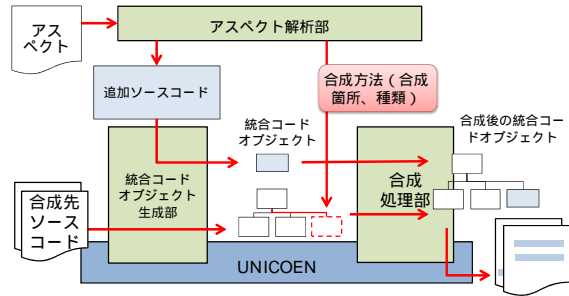 アス
ペクト
アスペクト解析部
追加ソースコード
合成方法（合成
箇所、種類）
統合コード
オブジェクト
合成後の統合コー
ドオブジェクト
統合コード
オブジェクト
生成部
合成
処理部
合成先
ソース
コード
UNICOEN